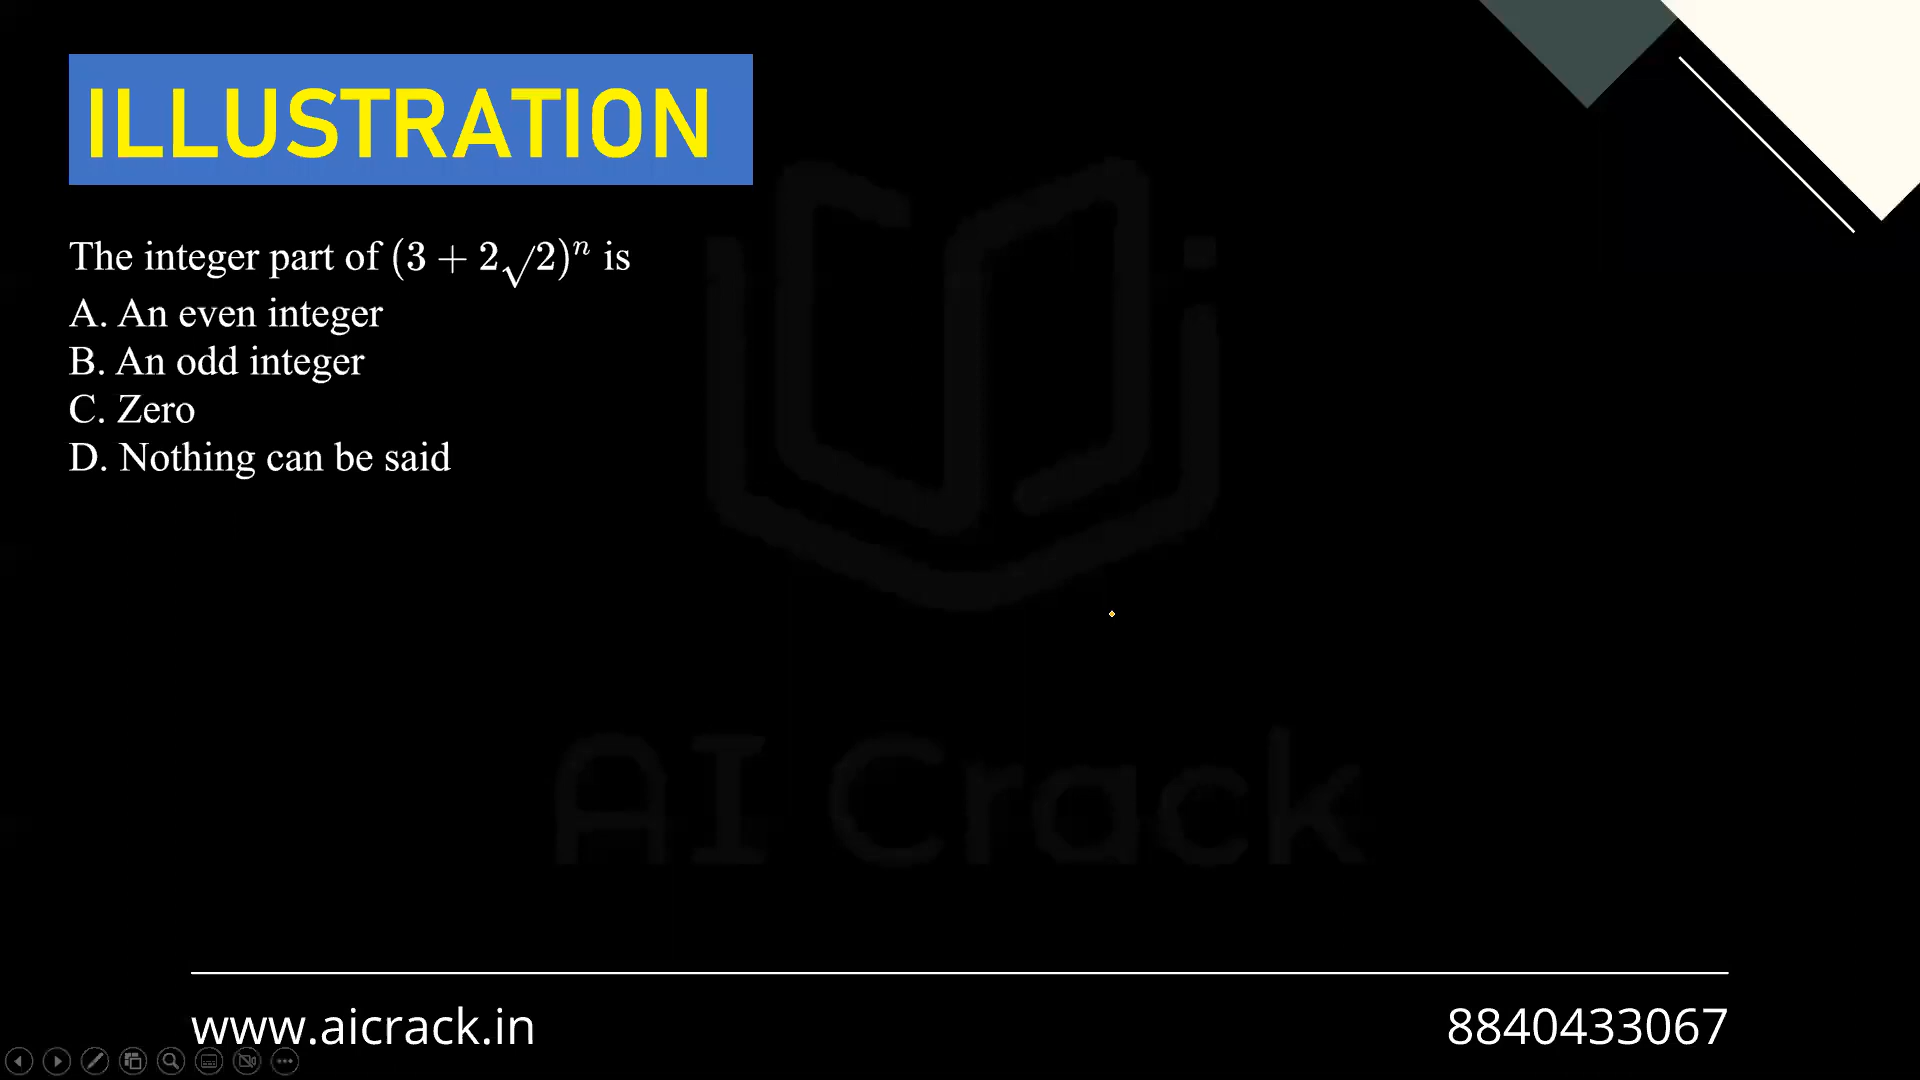 ILLUSTRATION
The integer part of (3 + 2√2)ⁿ is
A. An even integer
B. An odd integer
C. Zero
D. Nothing can be said
AI Crack
www.aicrack.in
8840433067